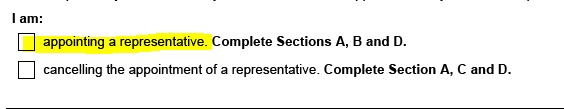 I am:
appointing a representative. Complete Sections A, B and D.
cancelling the appointment of a representative. Complete Section A, C and D.